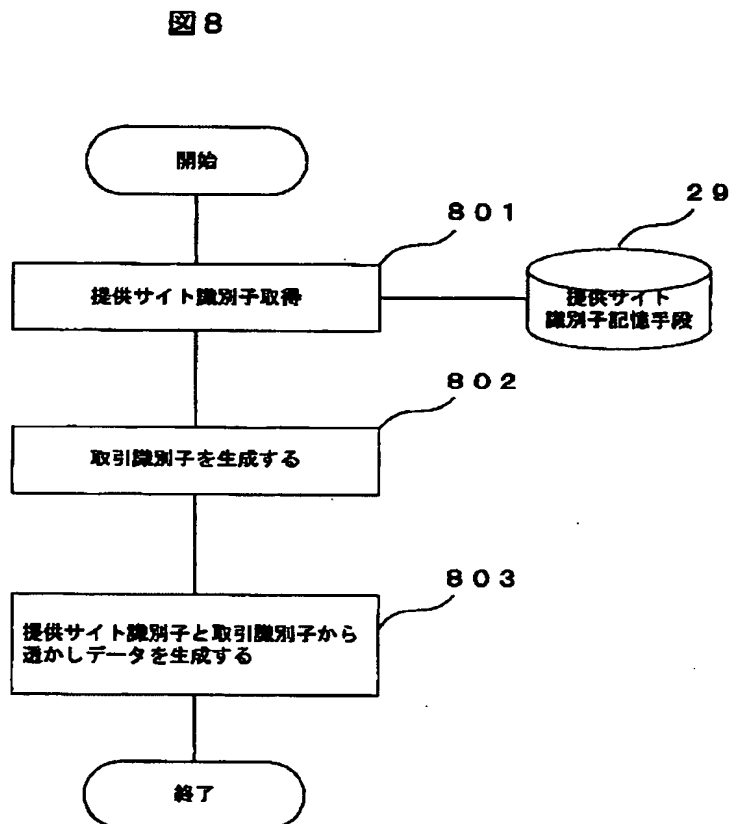 図8
開始
801
29
提供サイト識別子取得
提供サイト
識別子記憶手段
802
取引識別子を生成する
803
提供サイト識別子と取引識別子から
透かしデータを生成する
終了